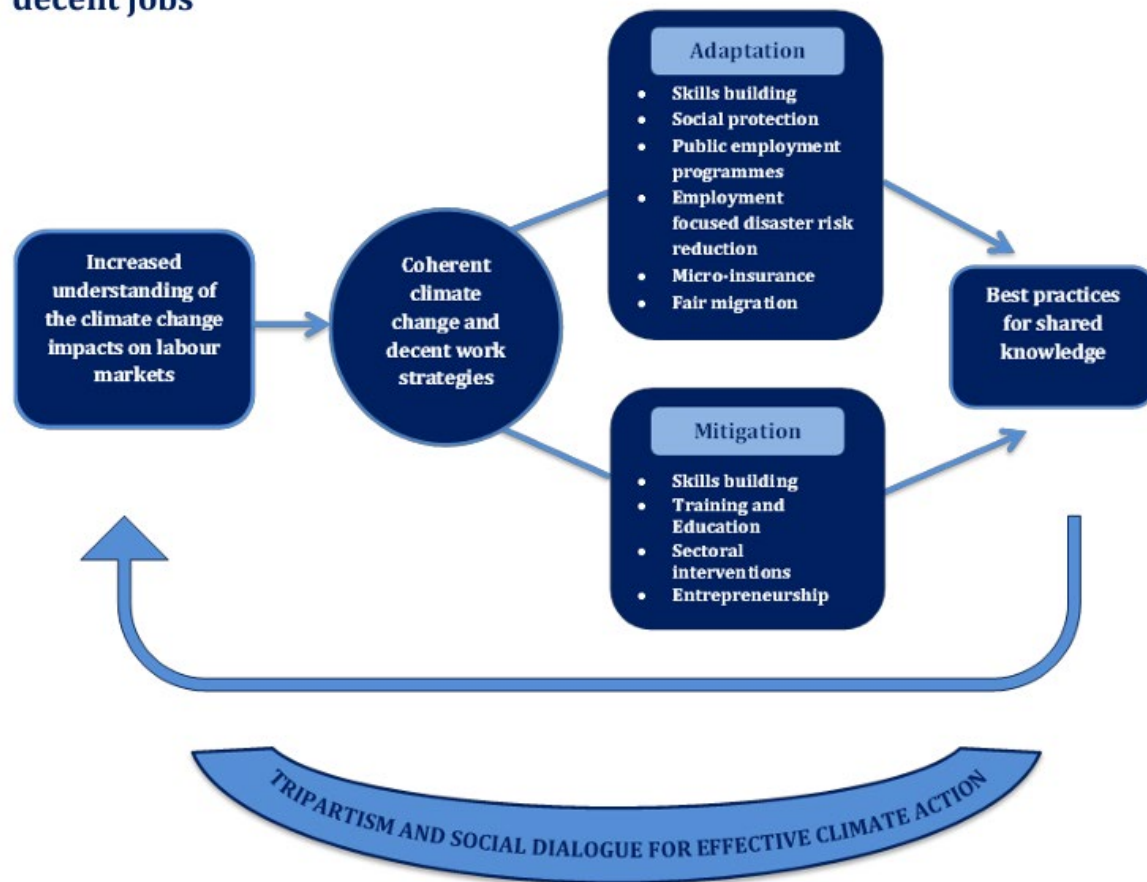 decent jobs
Increased
understanding of
the climate change
impacts on labour
markets
Coherent
climate
change and
decent work
strategies
Adaptation
• Skills building
• Social protection
• Public employment
programmes
• Employment
focused disaster risk
reduction
• Micro-insurance
• Fair migration
Mitigation
• Skills building
• Training and
Education
• Sectoral
interventions
• Entrepreneurship
Best practices
for shared
knowledge
TRIPARTISM AND SOCIAL DIALOGUE FOR EFFECTIVE CLIMATE ACTION